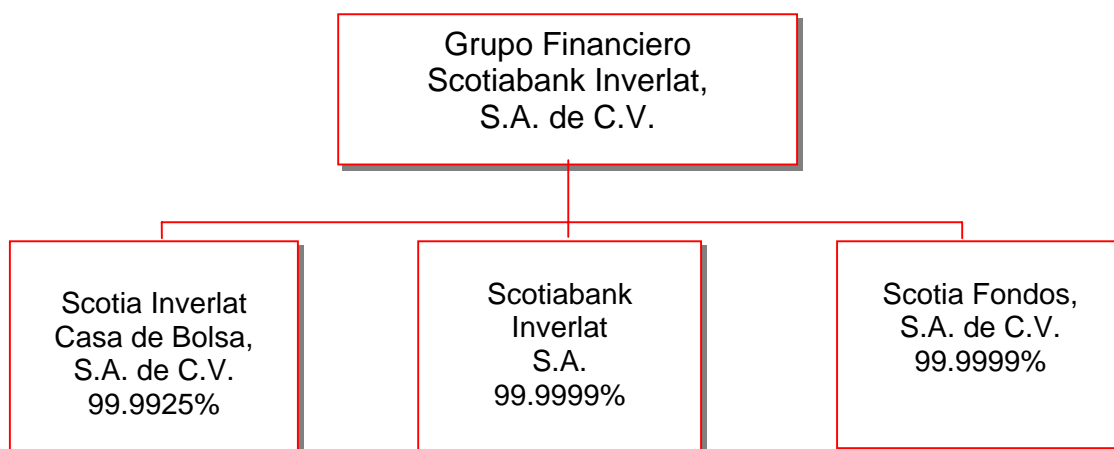 Grupo Financiero
Scotiabank Inverlat,
S.A. de C.V.
Scotia Inverlat
Casa de Bolsa,
S.A. de C.V.
99.9925%
Scotiabank
Inverlat
S.A.
99.9999%
Scotia Fondos,
S.A. de C.V.
99.9999%